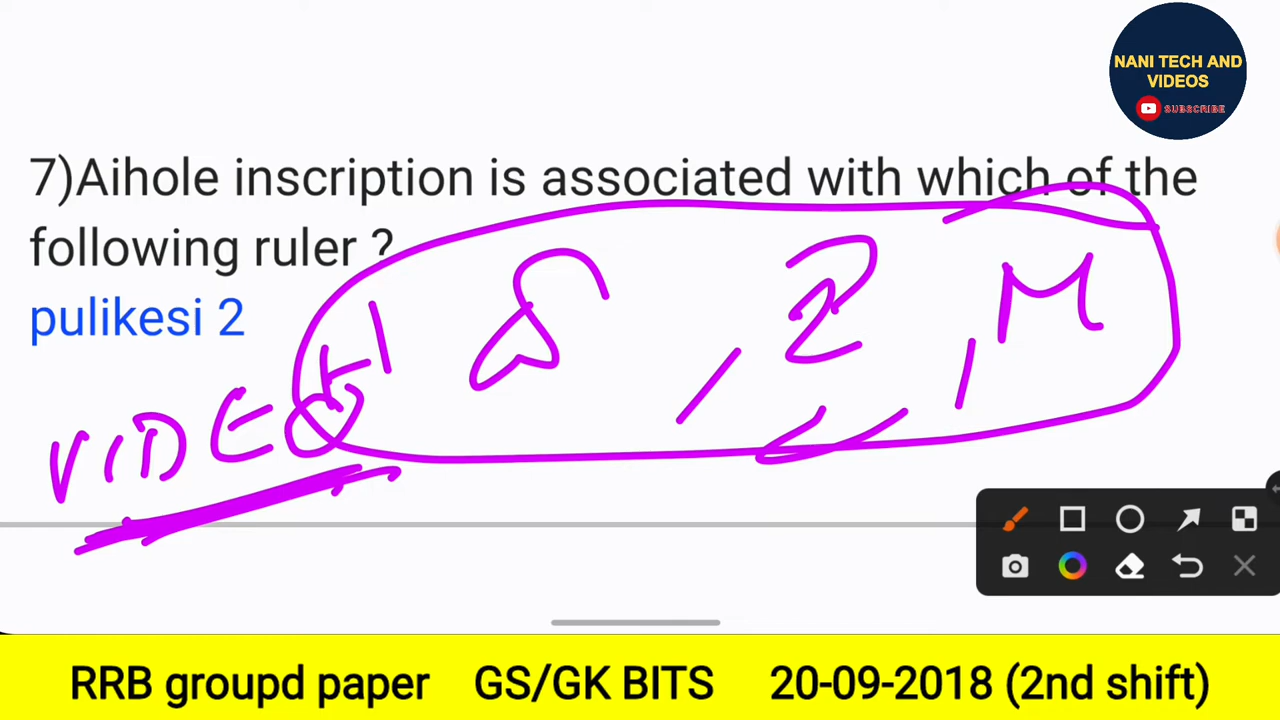 NANI TECH AND
VIDEOS
SUBSCRIBE
7)Aihole inscription is associated with which of the
following ruler ?
pulikesi 2
VIDEO
, 2 , M
RRB groupd paper GS/GK BITS 20-09-2018 (2nd shift)